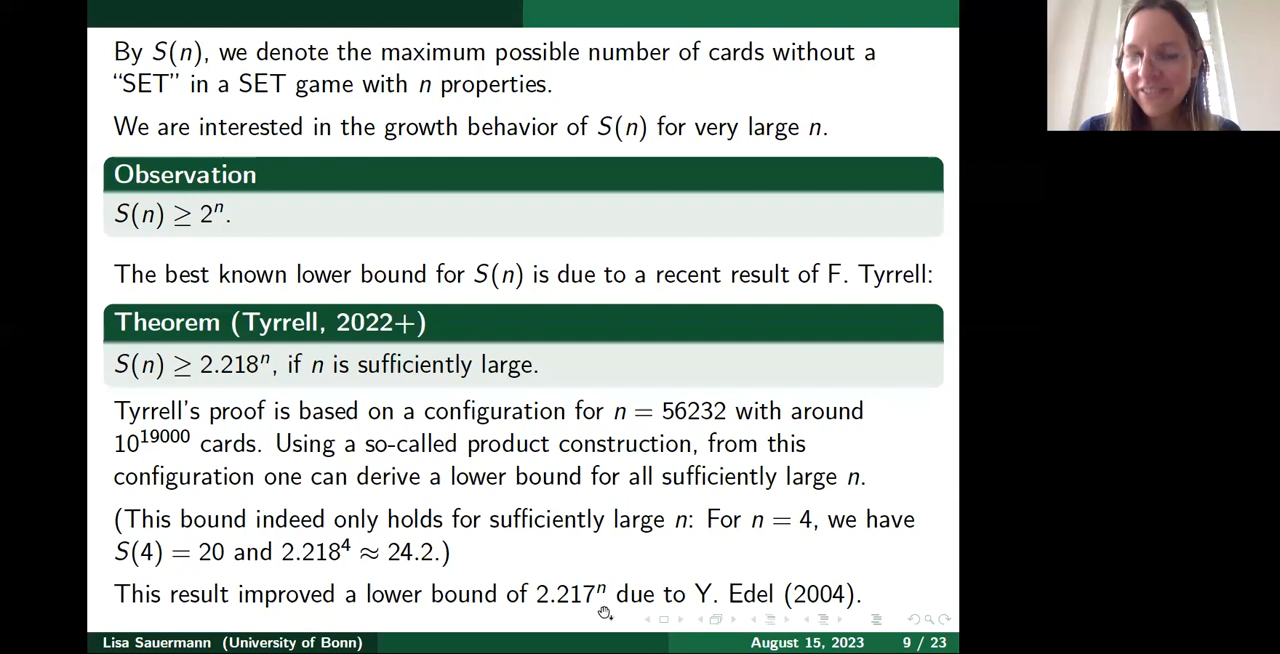 By S(n), we denote the maximum possible number of cards without a
“SET” in a SET game with n properties.
We are interested in the growth behavior of S(n) for very large n.
Observation
S(n) ≥ 2ⁿ.
The best known lower bound for S(n) is due to a recent result of F. Tyrrell:
Theorem (Tyrrell, 2022+)
S(n) ≥ 2.218ⁿ, if n is sufficiently large.
Tyrrell’s proof is based on a configuration for n = 56232 with around
10¹⁹⁰⁰⁰ cards. Using a so-called product construction, from this
configuration one can derive a lower bound for all sufficiently large n.
(This bound indeed only holds for sufficiently large n: For n = 4, we have
S(4) = 20 and 2.218⁴ ≈ 24.2.)
This result improved a lower bound of 2.217ⁿ due to Y. Edel (2004).
Lisa Sauermann (University of Bonn) August 15, 2023 9 / 23